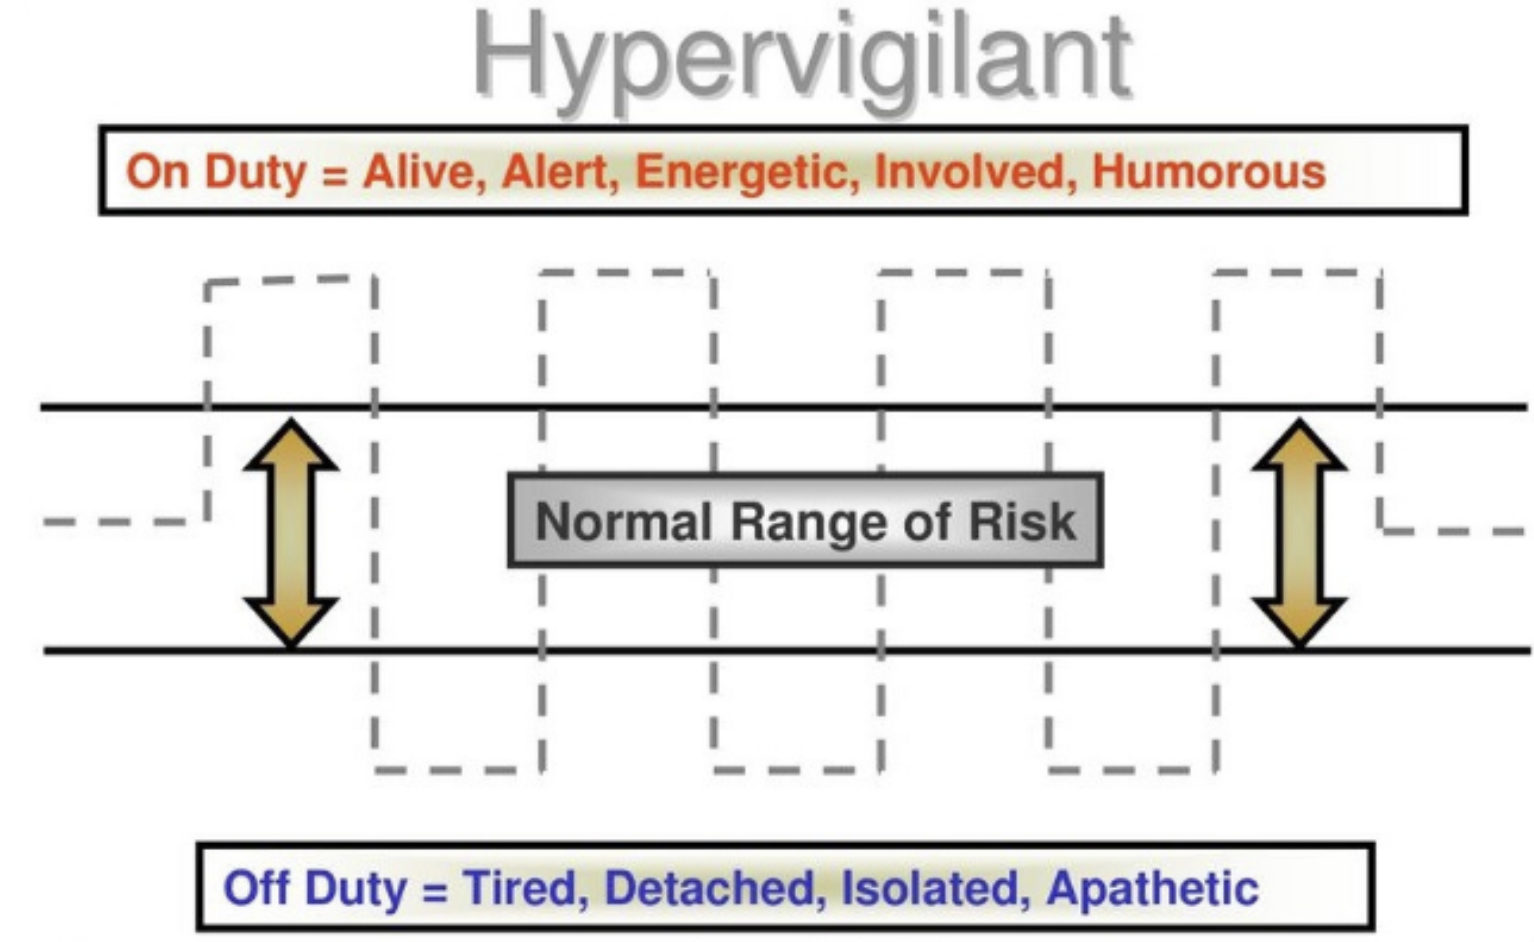 Hypervigilant
On Duty = Alive, Alert, Energetic, Involved, Humorous
Normal Range of Risk
Off Duty = Tired, Detached, Isolated, Apathetic